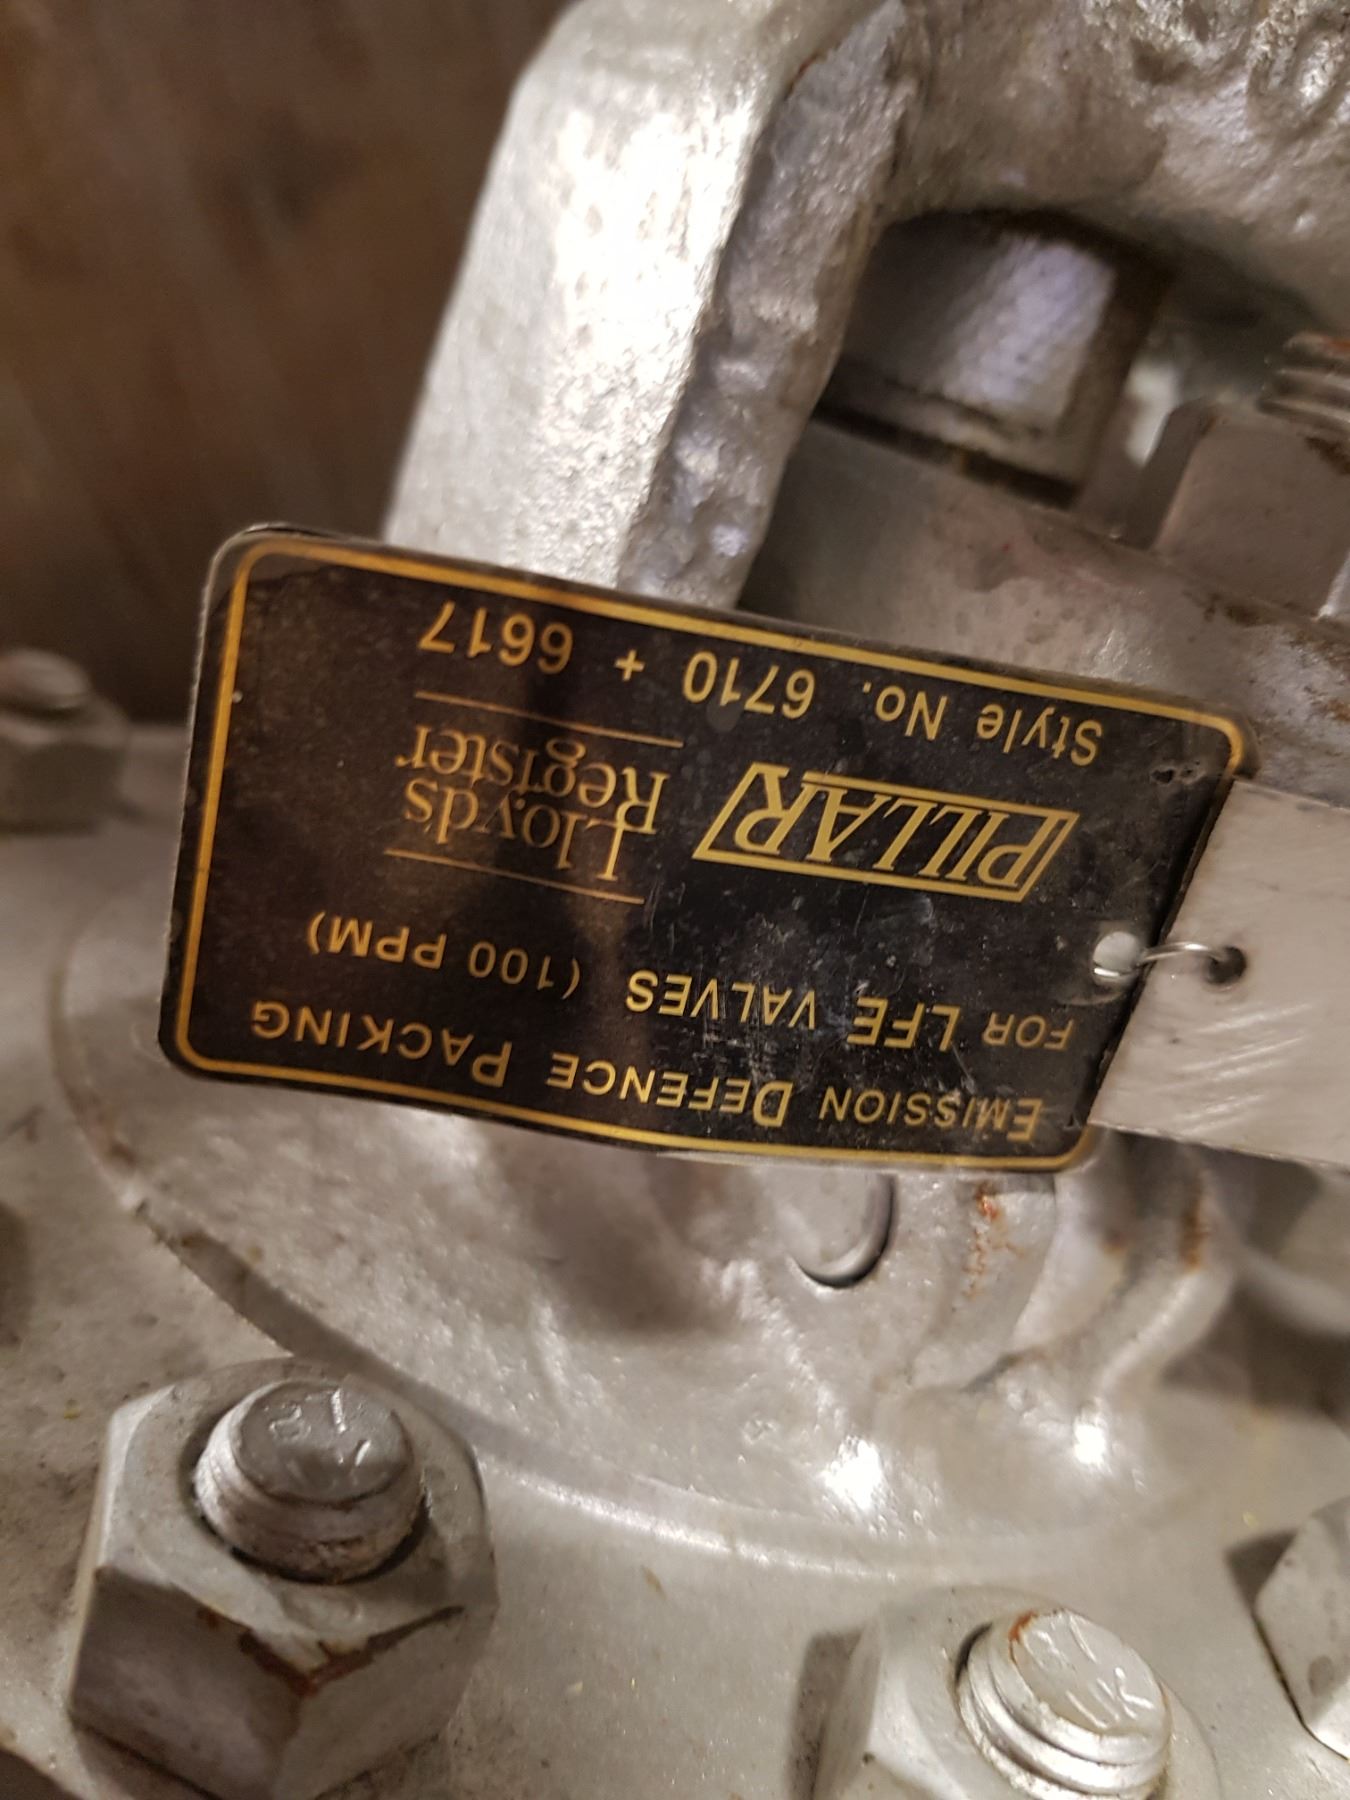 EMISSION DEFENCE PACKING
FOR LFE VALVES (100 PPM)
PILLAR
Lloyd's
Register
Style No. 6710 + 6617